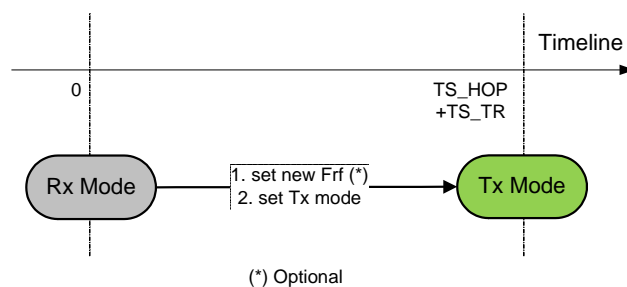 Timeline
0
TS_HOP
+TS_TR
Rx Mode
1. set new Frf (*)
2. set Tx mode
Tx Mode
(*) Optional